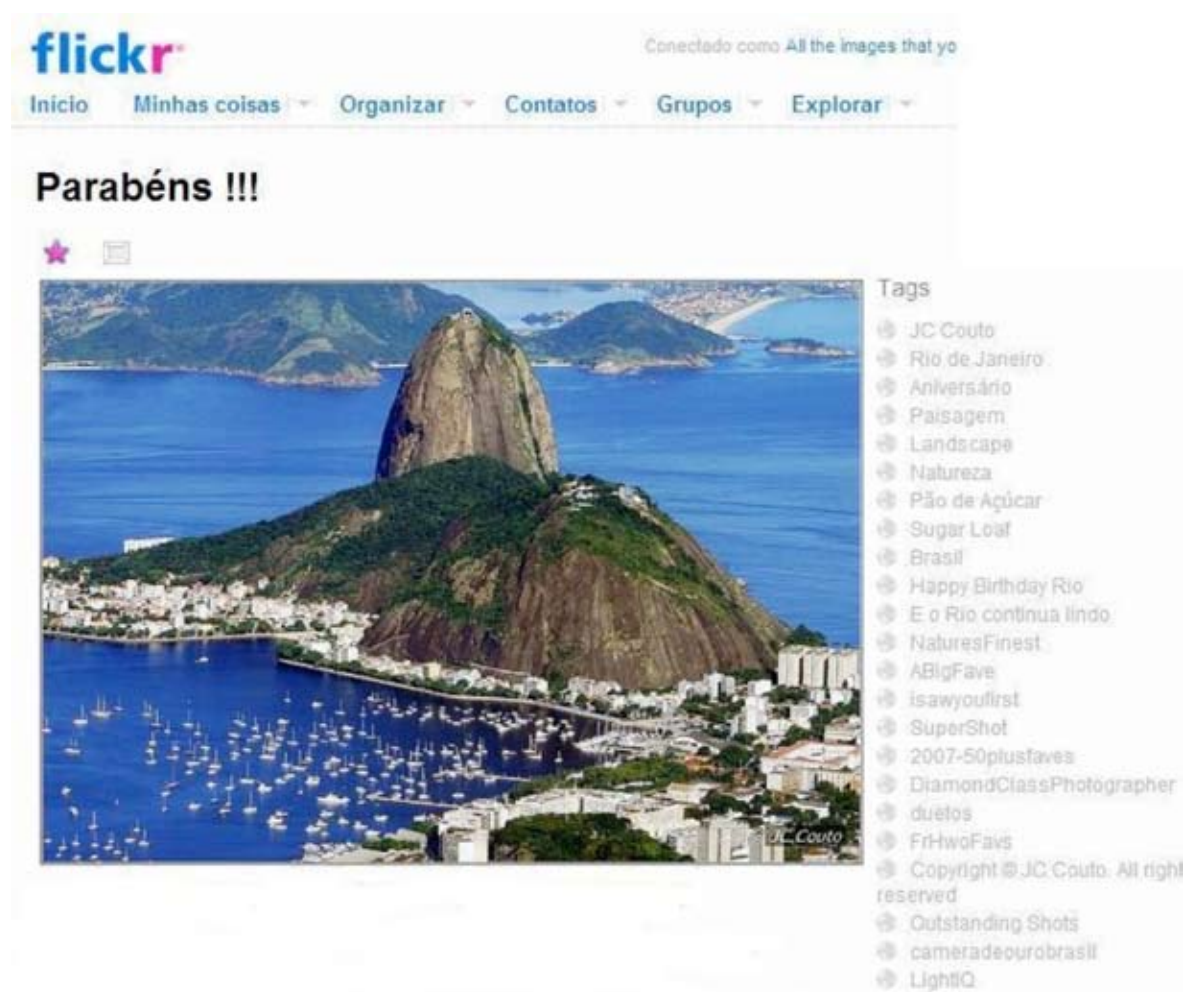 flickr
Conectado como All the images that yo
Início Minhas coisas Organizar Contatos Grupos Explorar
Parabéns !!!
Tags
JC Couto
Rio de Janeiro
Aniversário
Paisagem
Landscape
Natureza
Pão de Açúcar
Sugar Loaf
Brasil
Happy Birthday Rio
E o Rio continua lindo
NaturesFinest
ABigFave
isawyoufirst
SuperShot
2007-50plusfaves
DiamondClassPhotographer
duetos
FrHwoFavs
Copyright © JC Couto. All right
reserved
Outstanding Shots
cameradeourobrasil
LightIQ
JC Couto